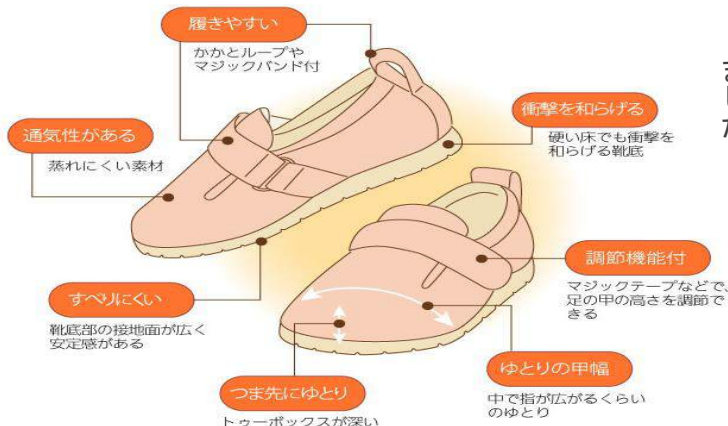 履きやすい
かかとループや
マジックバンド付
衝撃を和らげる
硬い床でも衝撃を
和らげる靴底
通気性がある
蒸れにくい素材
調節機能付
マジックテープなどで、
足の甲の高さを調節で
きる
すべりにくい
靴底部の接地面が広く
安定感がある
ゆとりの甲幅
中で指が広がるくらい
のゆとり
つま先にゆとり
トゥーボックスが深い